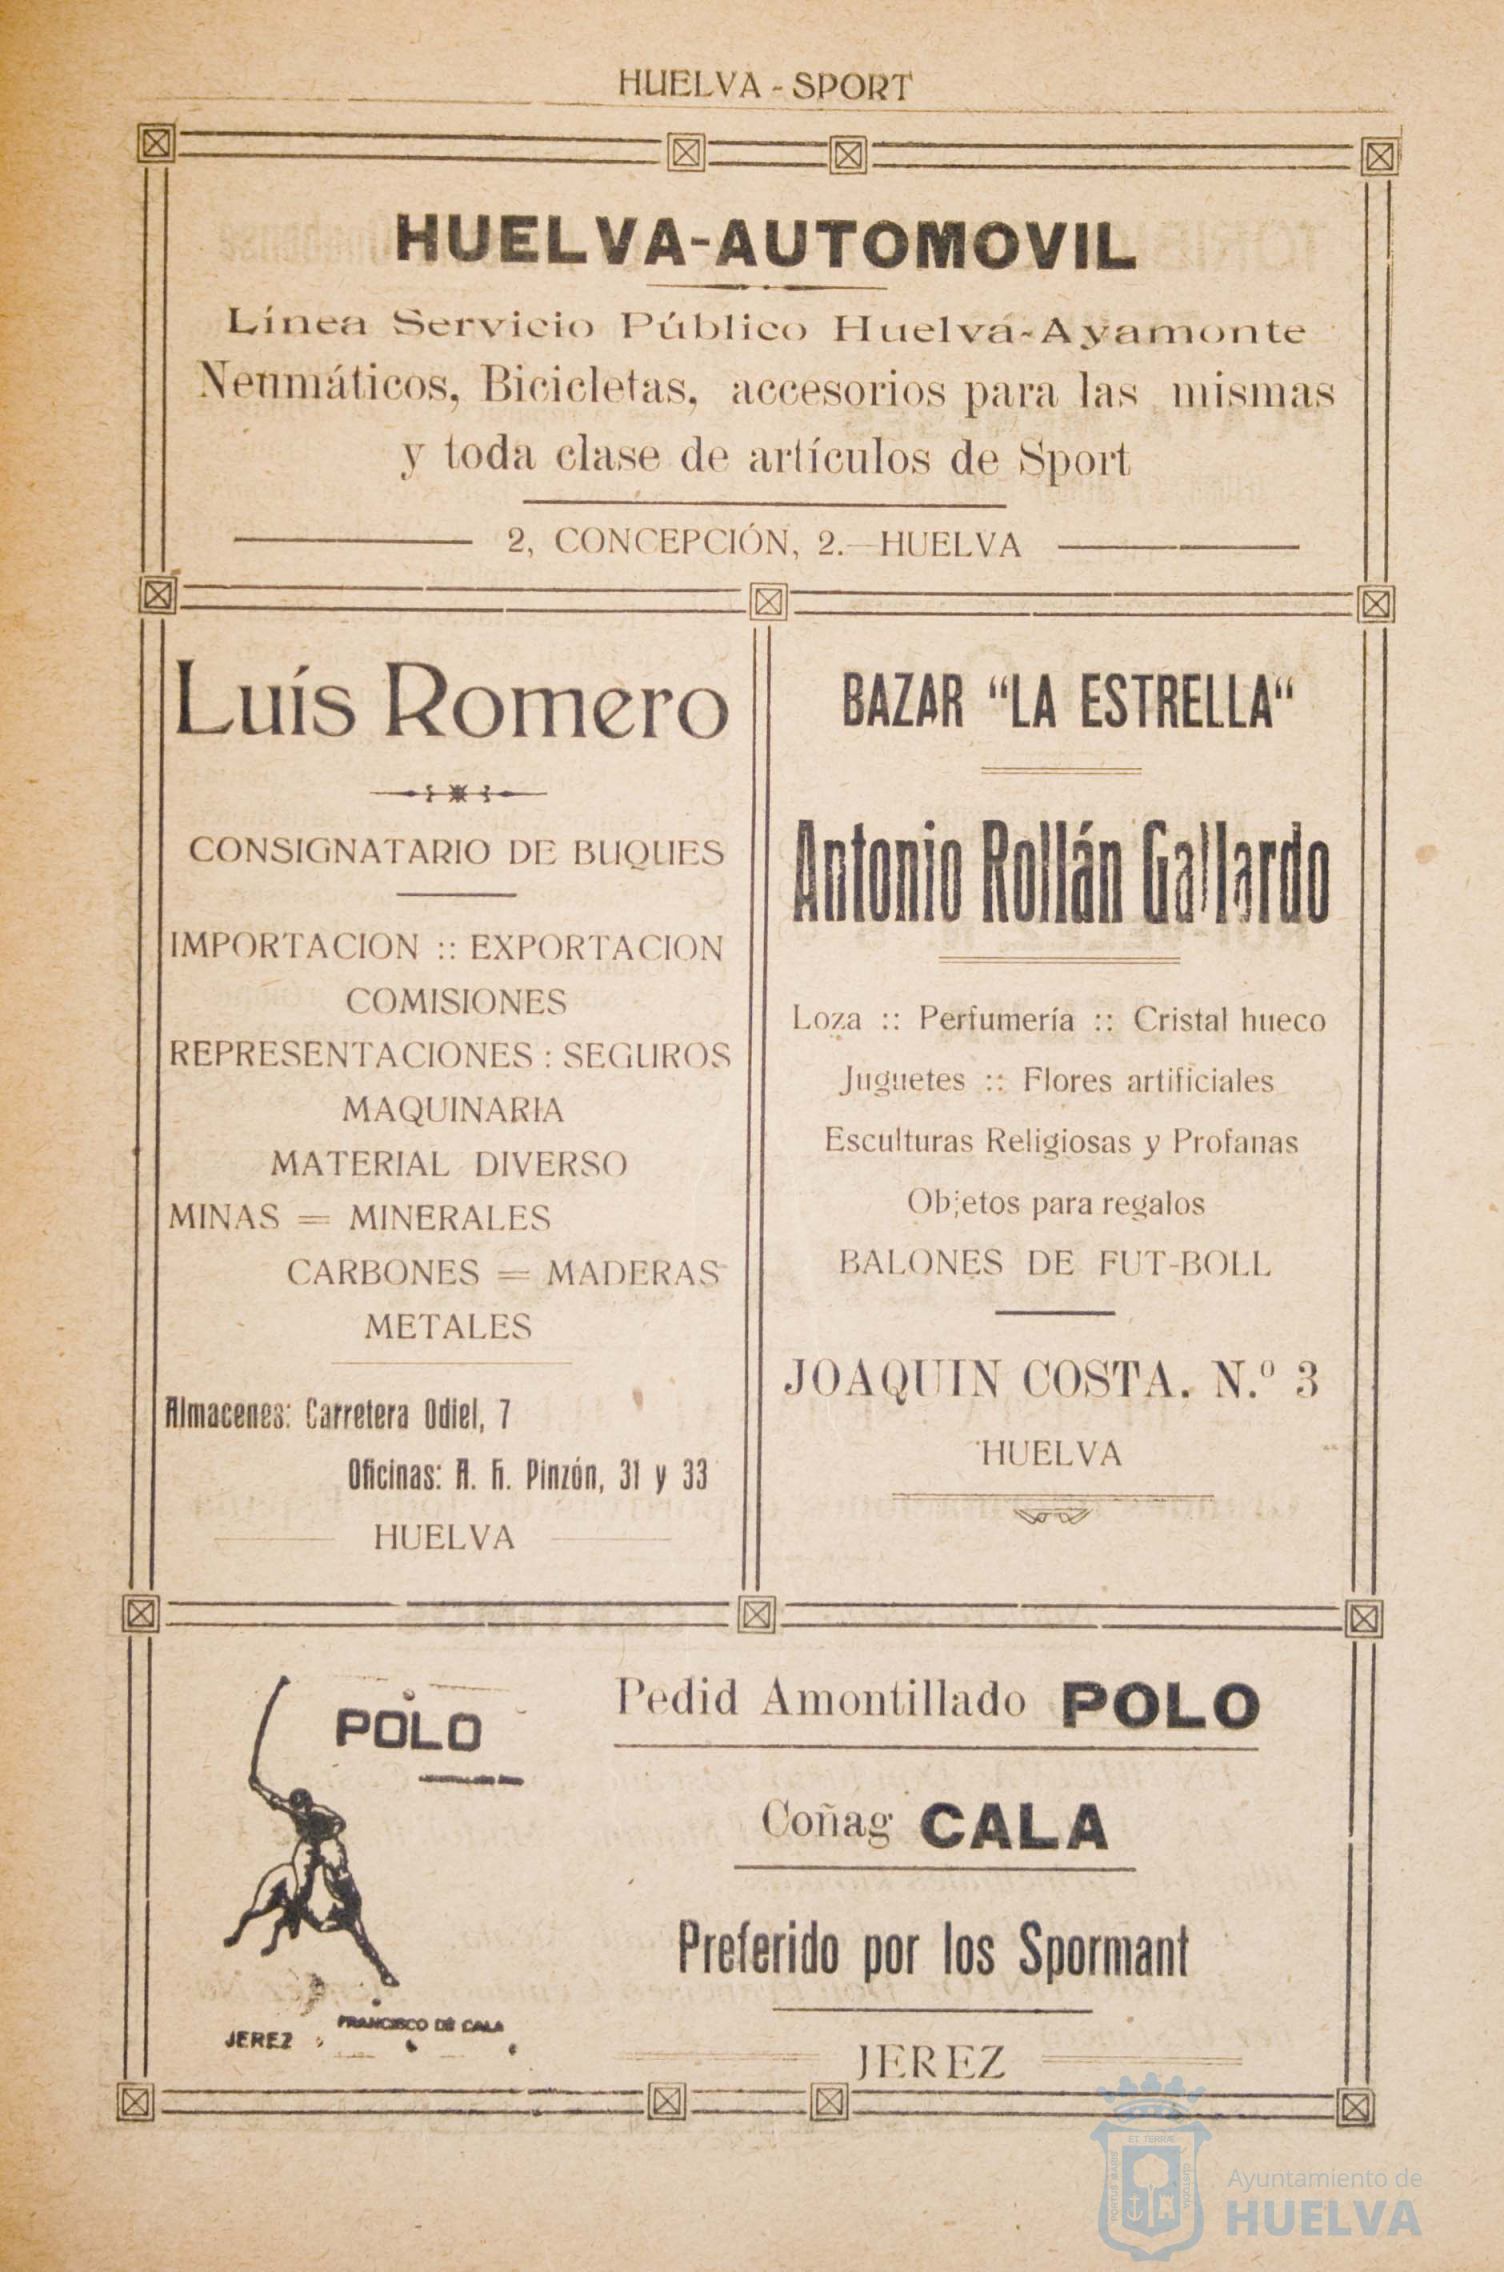 HUELVA - SPORT
HUELVA-AUTOMOVIL
Línea Servicio Público Huelva-Ayamonte
Neumáticos, Bicicletas, accesorios para las mismas
y toda clase de artículos de Sport
2, CONCEPCIÓN, 2.—HUELVA
Luís Romero
CONSIGNATARIO DE BUQUES
IMPORTACION :: EXPORTACION
COMISIONES
REPRESENTACIONES : SEGUROS
MAQUINARIA
MATERIAL DIVERSO
MINAS = MINERALES
CARBONES = MADERAS
METALES
Almacenes: Carretera Odiel, 7
Oficinas: A. H. Pinzón, 31 y 33
HUELVA
BAZAR “LA ESTRELLA“
Antonio Rollán Gallardo
Loza :: Perfumería :: Cristal hueco
Juguetes :: Flores artificiales
Esculturas Religiosas y Profanas
Objetos para regalos
BALONES DE FUT-BOLL
JOAQUIN COSTA. N.º 3
HUELVA
POLO
FRANCISCO DE CALA
JEREZ
Pedid Amontillado POLO
Coñag CALA
Preferido por los Spormant
JEREZ
PORTUS MARIS ET TERRÆ CUSTODIA
Ayuntamiento de
HUELVA